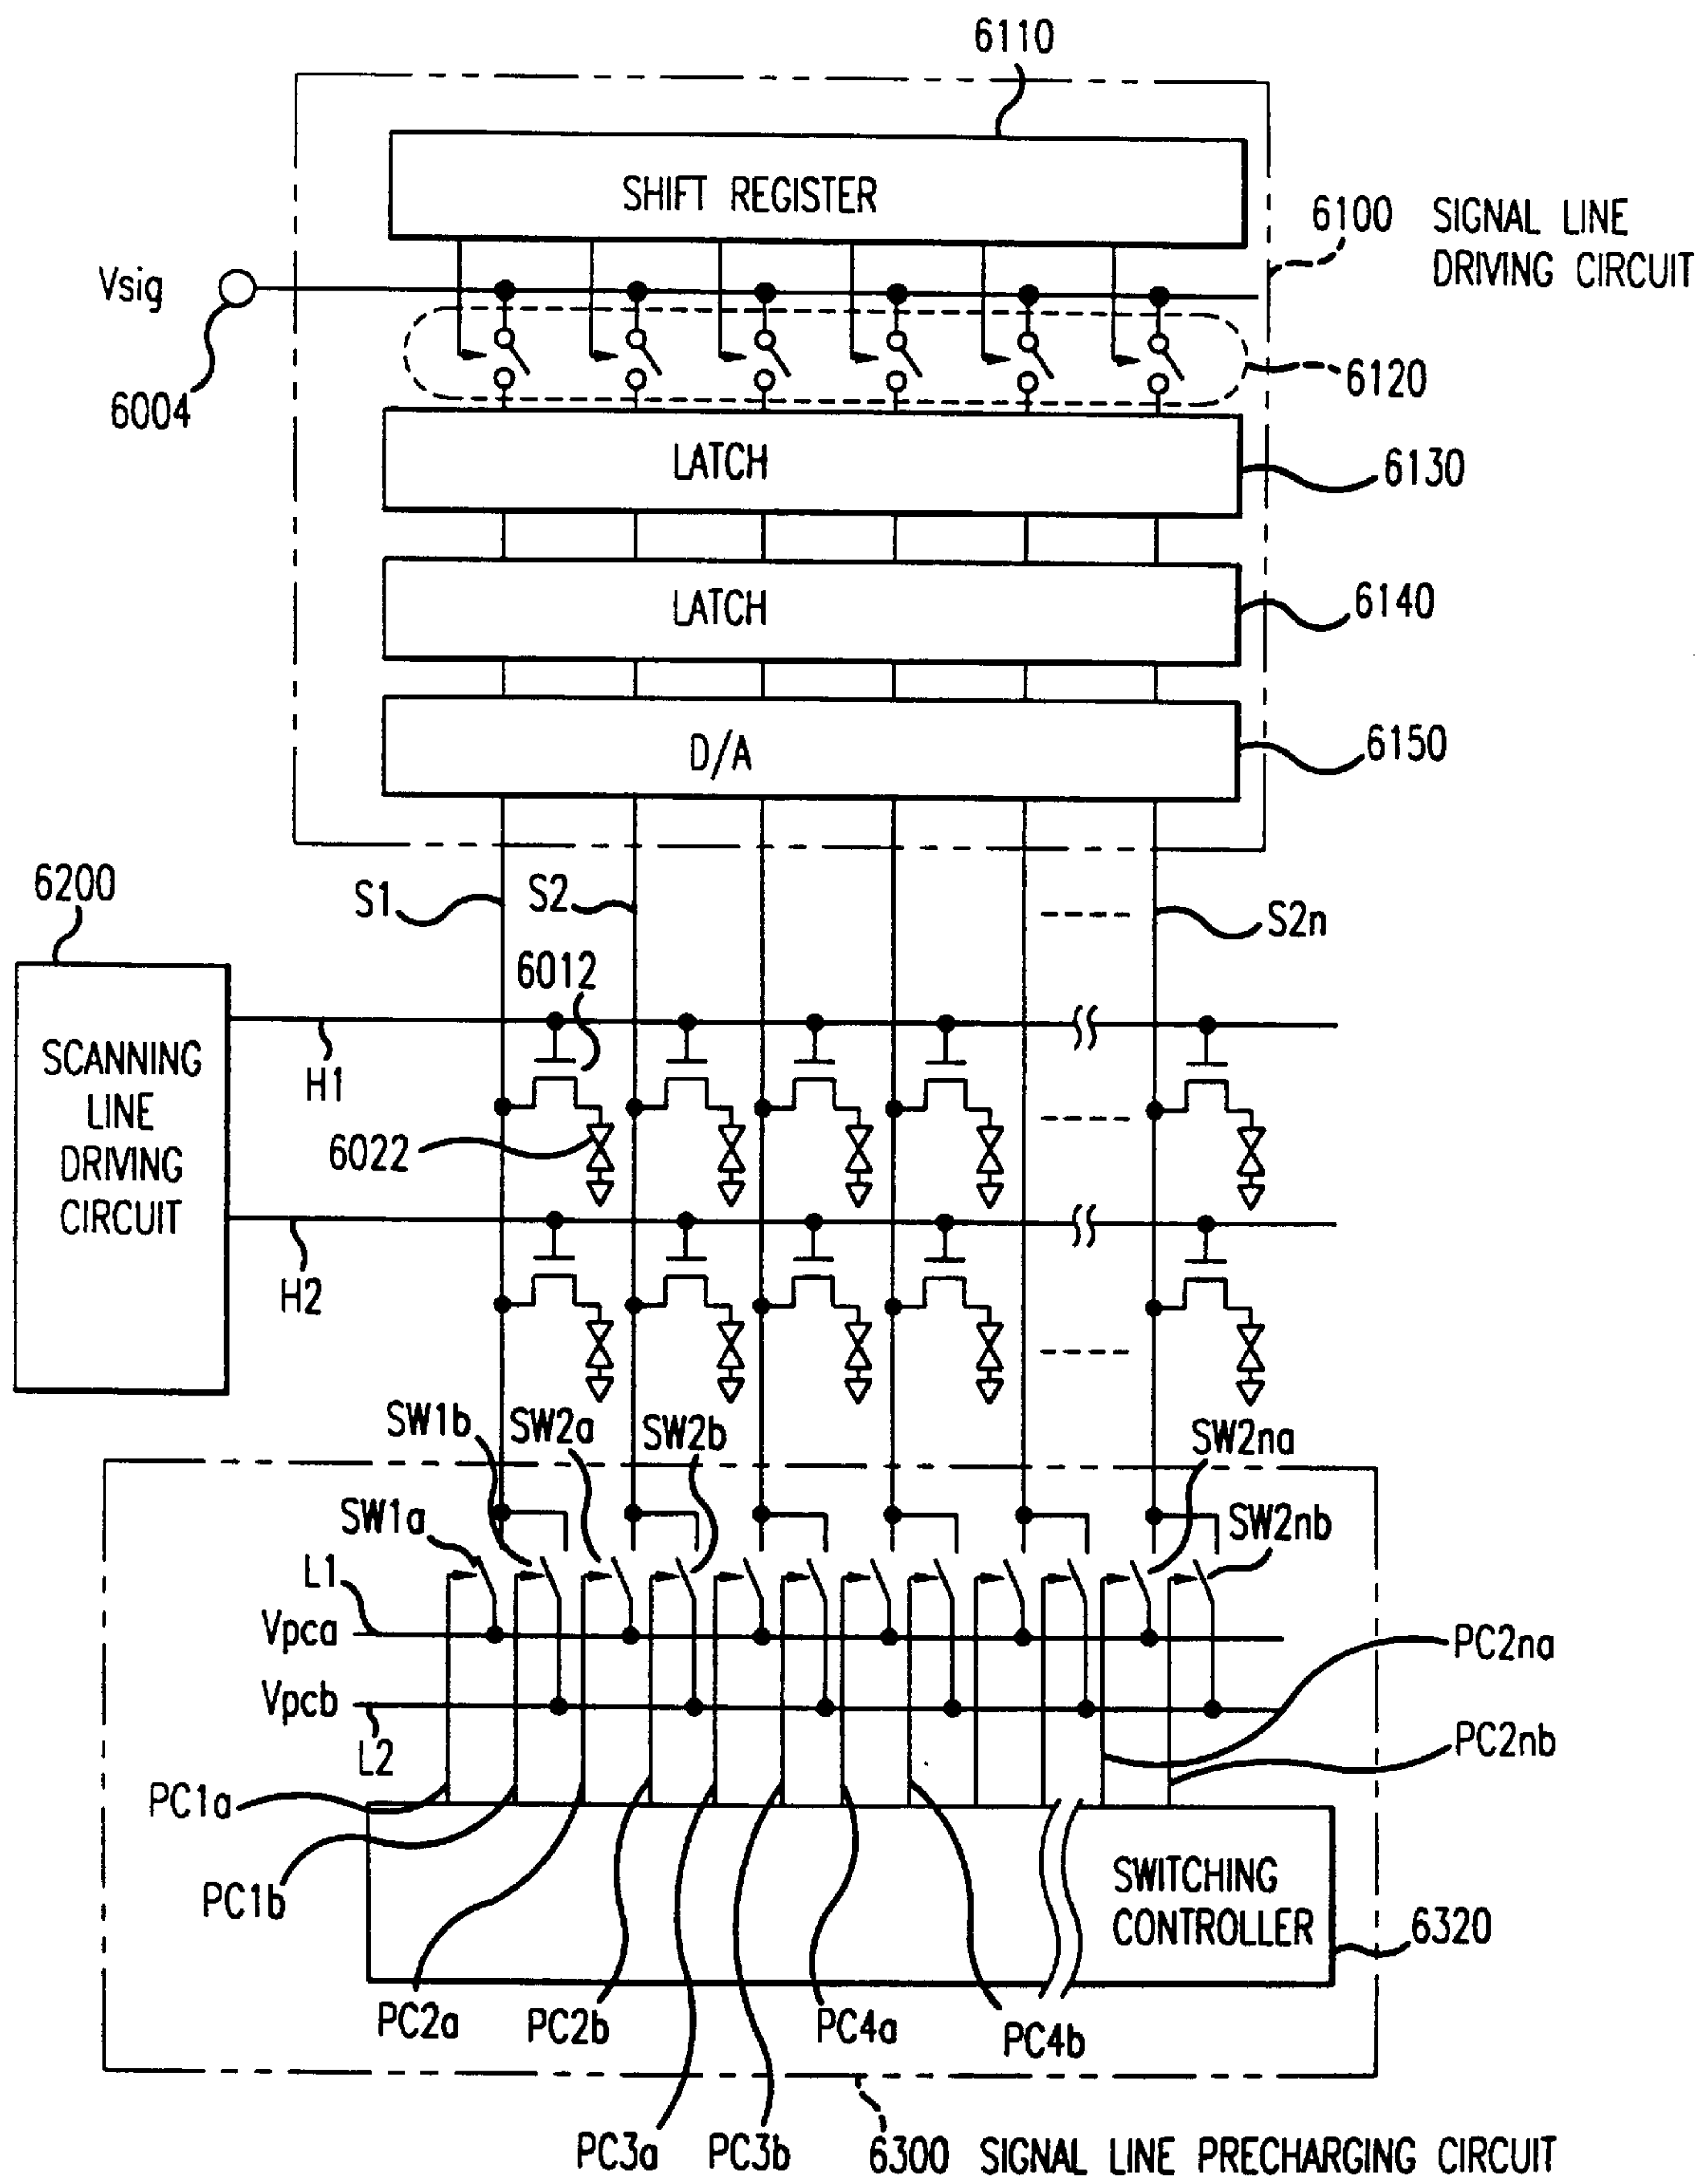 6110
SHIFT REGISTER
6100 SIGNAL LINE
DRIVING CIRCUIT
Vsig
6004
6120
LATCH
6130
LATCH
6140
D/A
6150
6200
S1
S2
S2n
6012
SCANNING
LINE
DRIVING
CIRCUIT
H1
6022
H2
SW1b
SW2a
SW2b
SW2na
SW1a
SW2nb
L1
Vpca
PC2na
Vpcb
L2
PC2nb
PC1a
PC1b
SWITCHING
CONTROLLER
6320
PC2a
PC2b
PC4a
PC4b
PC3a
PC3b
6300 SIGNAL LINE PRECHARGING CIRCUIT